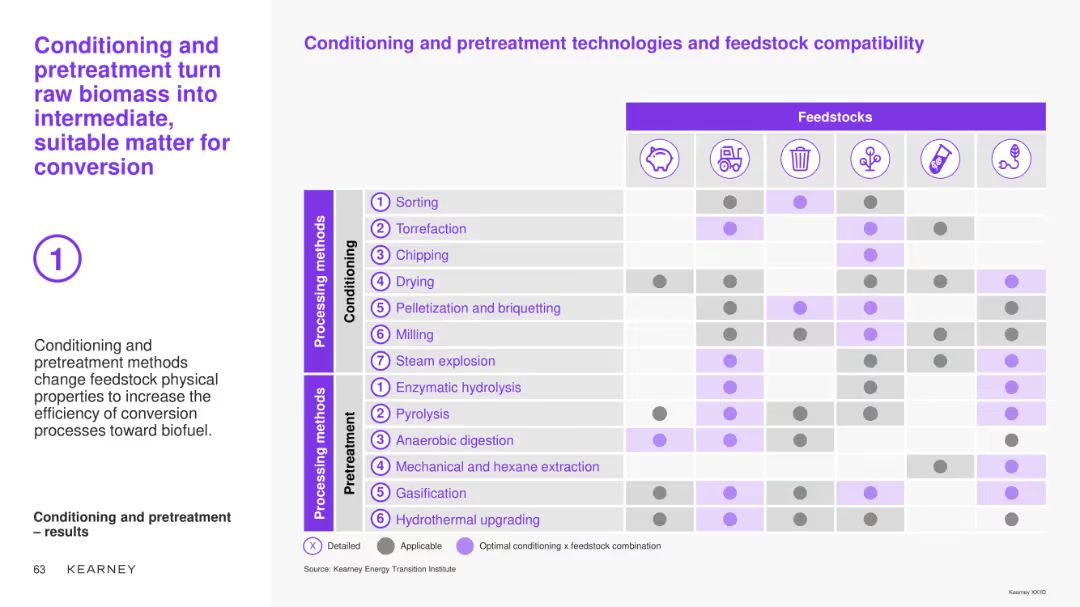 Conditioning and
pretreatment turn
raw biomass into
intermediate,
suitable matter for
conversion
1
Conditioning and
pretreatment methods
change feedstock physical
properties to increase the
efficiency of conversion
processes toward biofuel.
Conditioning and pretreatment
– results
63 KEARNEY
Conditioning and pretreatment technologies and feedstock compatibility
Feedstocks
Processing methods
Conditioning
1 Sorting
2 Torrefaction
3 Chipping
4 Drying
5 Pelletization and briquetting
6 Milling
7 Steam explosion
Processing methods
Pretreatment
1 Enzymatic hydrolysis
2 Pyrolysis
3 Anaerobic digestion
4 Mechanical and hexane extraction
5 Gasification
6 Hydrothermal upgrading
X Detailed Applicable Optimal conditioning x feedstock combination
Source: Kearney Energy Transition Institute
Kearney XX/ID